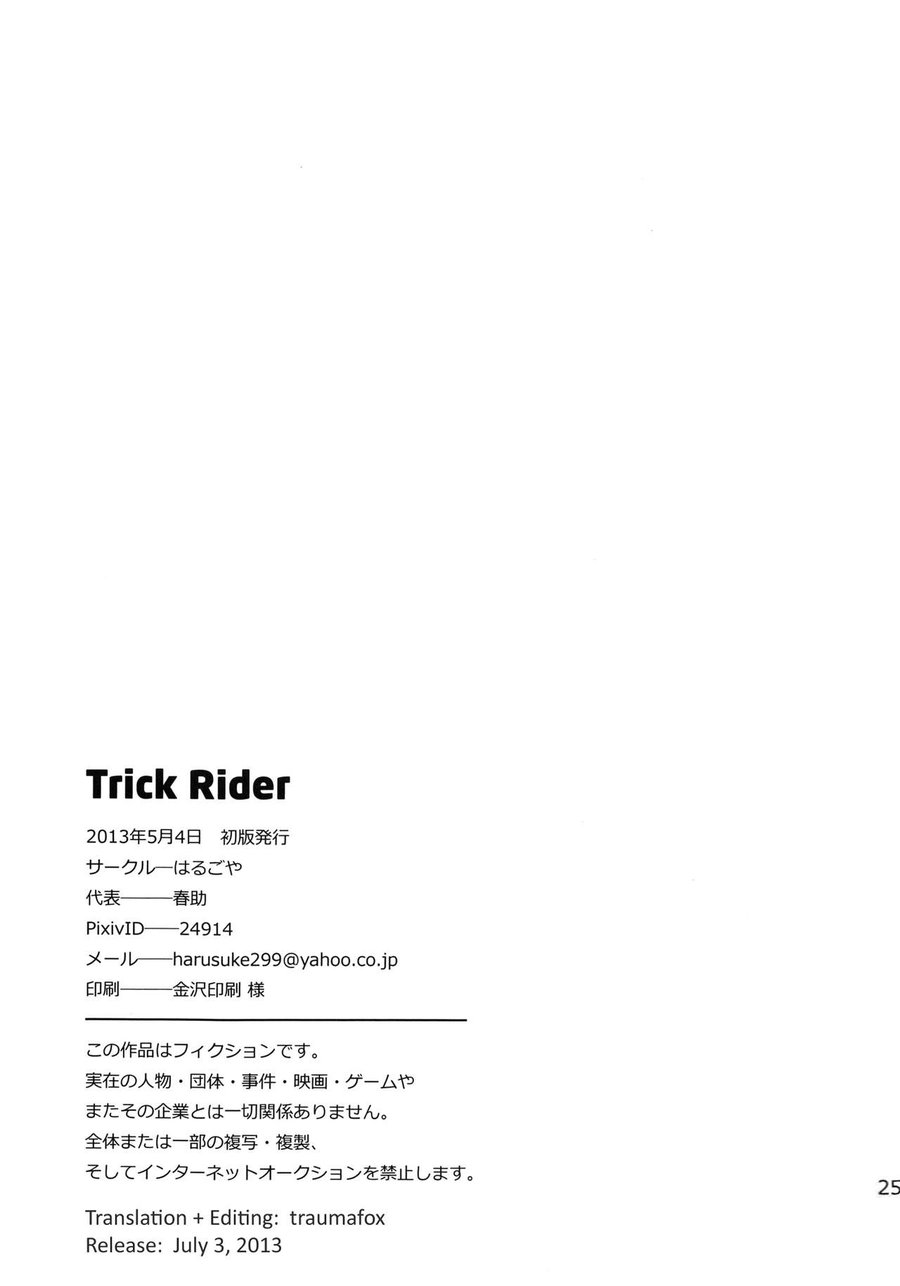 Trick Rider
2013年5月4日　初版発行
サークル―はるごや
代表―――春助
PixivID――24914
メール――harusuke299@yahoo.co.jp
印刷―――金沢印刷 様
この作品はフィクションです。
実在の人物・団体・事件・映画・ゲームや
またその企業とは一切関係ありません。
全体または一部の複写・複製、
そしてインターネットオークションを禁止します。
25
Translation + Editing:  traumafox
Release:  July 3, 2013